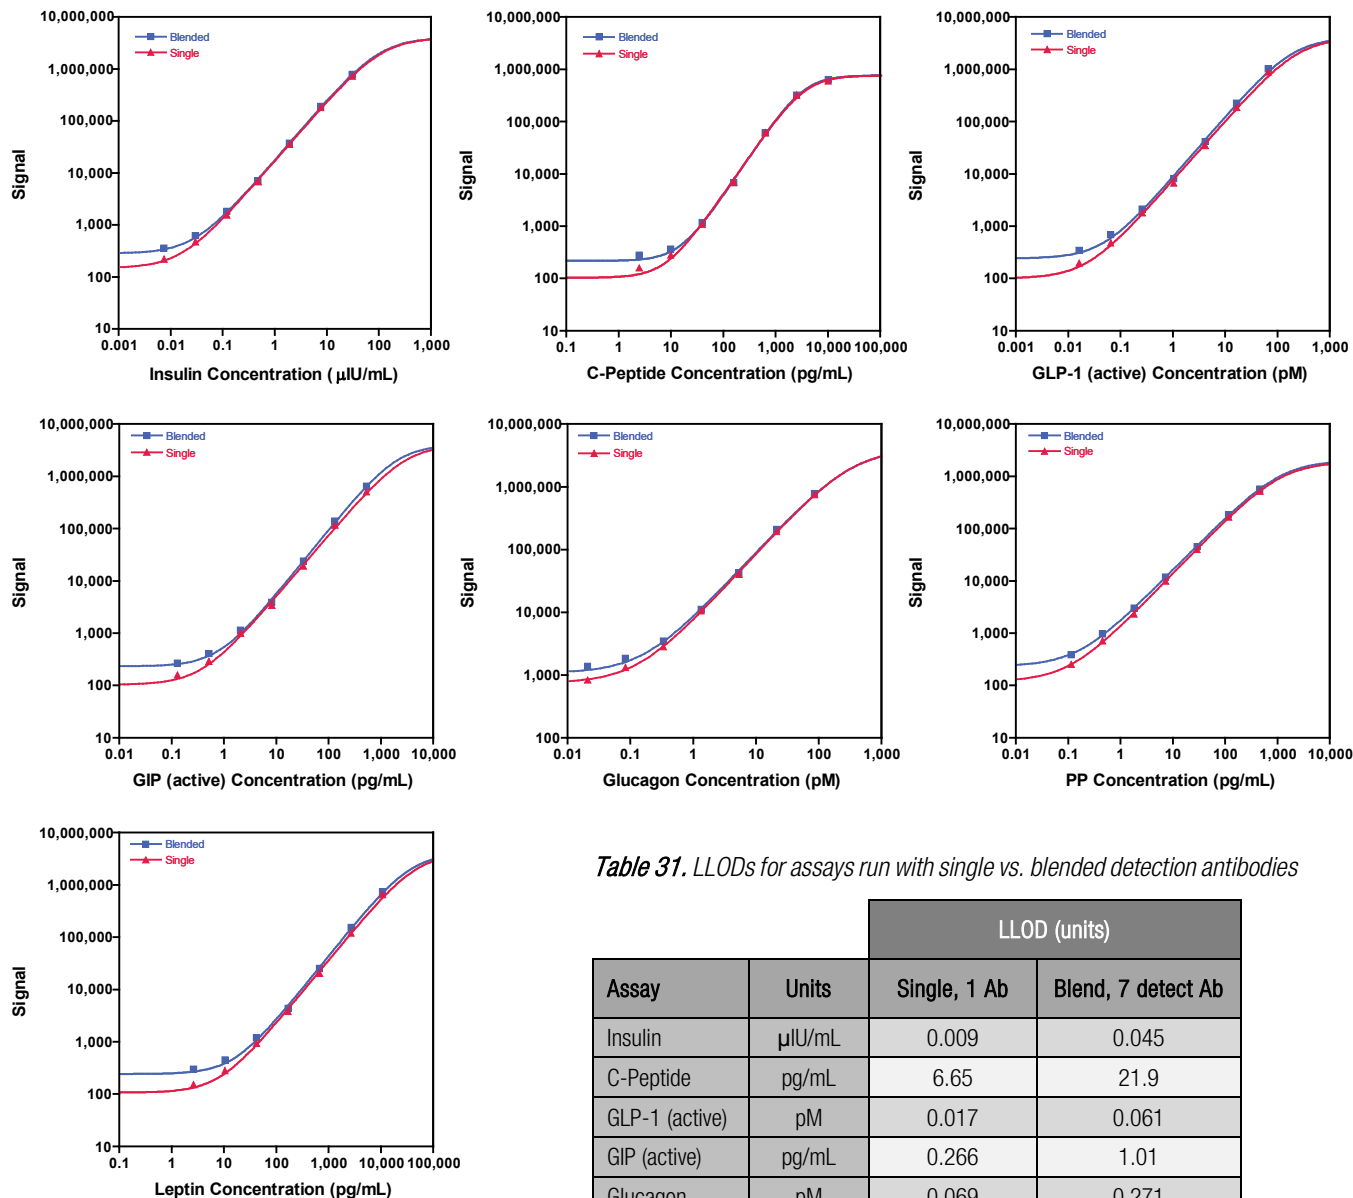 10,000,000
1,000,000
100,000
10,000
1,000
100
10
Signal
Blended
Single
0.001 0.01 0.1 1 10 100 1,000
Insulin Concentration ( µIU/mL)
10,000,000
1,000,000
100,000
10,000
1,000
100
10
Signal
Blended
Single
0.1 1 10 100 1,000 10,000 100,000
C-Peptide Concentration (pg/mL)
10,000,000
1,000,000
100,000
10,000
1,000
100
10
Signal
Blended
Single
0.001 0.01 0.1 1 10 100 1,000
GLP-1 (active) Concentration (pM)
10,000,000
1,000,000
100,000
10,000
1,000
100
10
Signal
Blended
Single
0.01 0.1 1 10 100 1,000 10,000
GIP (active) Concentration (pg/mL)
10,000,000
1,000,000
100,000
10,000
1,000
100
Signal
Blended
Single
0.01 0.1 1 10 100 1,000
Glucagon Concentration (pM)
10,000,000
1,000,000
100,000
10,000
1,000
100
10
Signal
Blended
Single
0.01 0.1 1 10 100 1,000 10,000
PP Concentration (pg/mL)
10,000,000
1,000,000
100,000
10,000
1,000
100
10
Signal
Blended
Single
0.1 1 10 100 1,000 10,000 100,000
Leptin Concentration (pg/mL)
Table 31. LLODs for assays run with single vs. blended detection antibodies
LLOD (units)
Assay Units Single, 1 Ab Blend, 7 detect Ab
Insulin µIU/mL 0.009 0.045
C-Peptide pg/mL 6.65 21.9
GLP-1 (active) pM 0.017 0.061
GIP (active) pg/mL 0.266 1.01
Glucagon pM 0.069 0.271